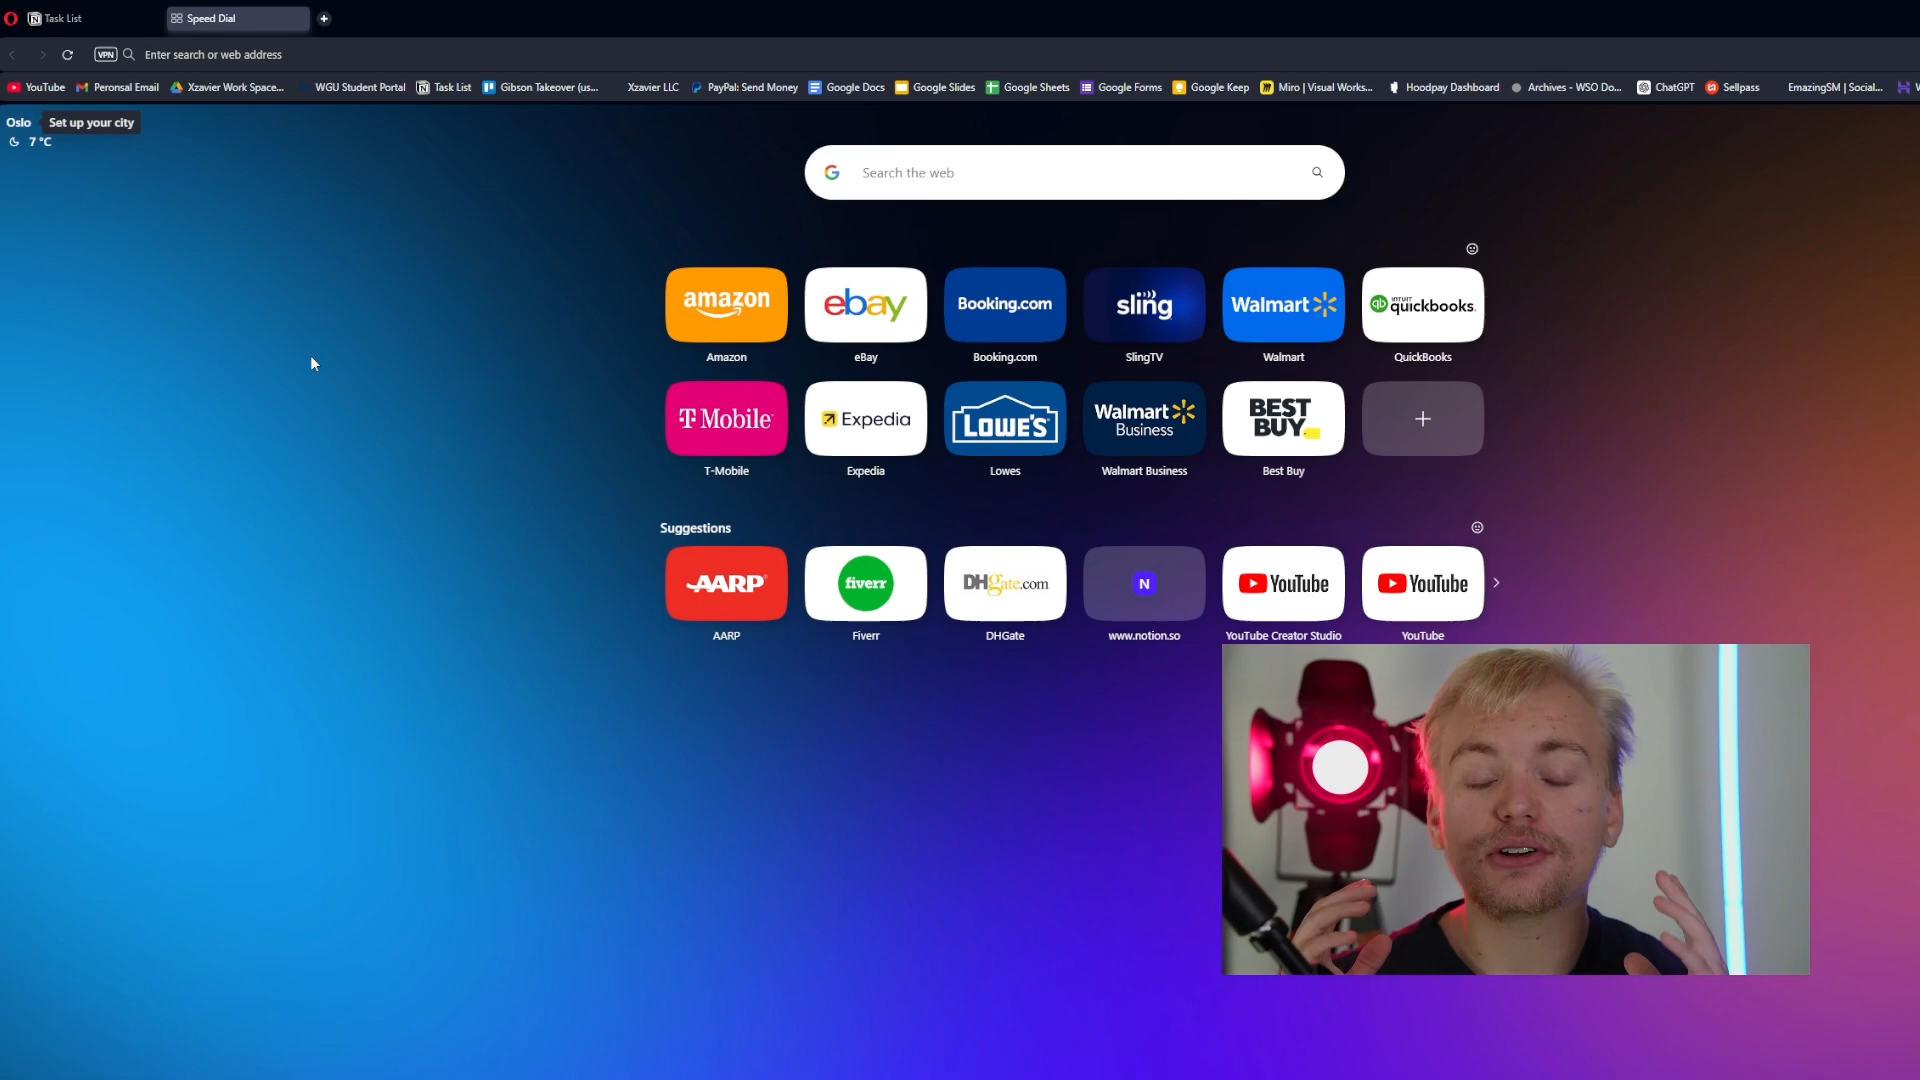 Task List
Speed Dial
VPN
Enter search or web address
YouTube
Peronsal Email
Xzavier Work Space...
WGU Student Portal
Task List
Gibson Takeover (us...
Xzavier LLC
PayPal: Send Money
Google Docs
Google Slides
Google Sheets
Google Forms
Google Keep
Miro | Visual Works...
Hoodpay Dashboard
Archives - WSO Do...
ChatGPT
Sellpass
EmazingSM | Social...
Oslo
Set up your city
7 °C
Search the web
amazon
ebay
Booking.com
sling
Walmart
INTUIT
quickbooks.
Amazon
eBay
Booking.com
SlingTV
Walmart
QuickBooks
T Mobile
Expedia
LOWE'S
Walmart
Business
BEST
BUY
T-Mobile
Expedia
Lowes
Walmart Business
Best Buy
Suggestions
AARP
fiverr
DHgate.com
N
YouTube
YouTube
AARP
Fiverr
DHGate
www.notion.so
YouTube Creator Studio
YouTube